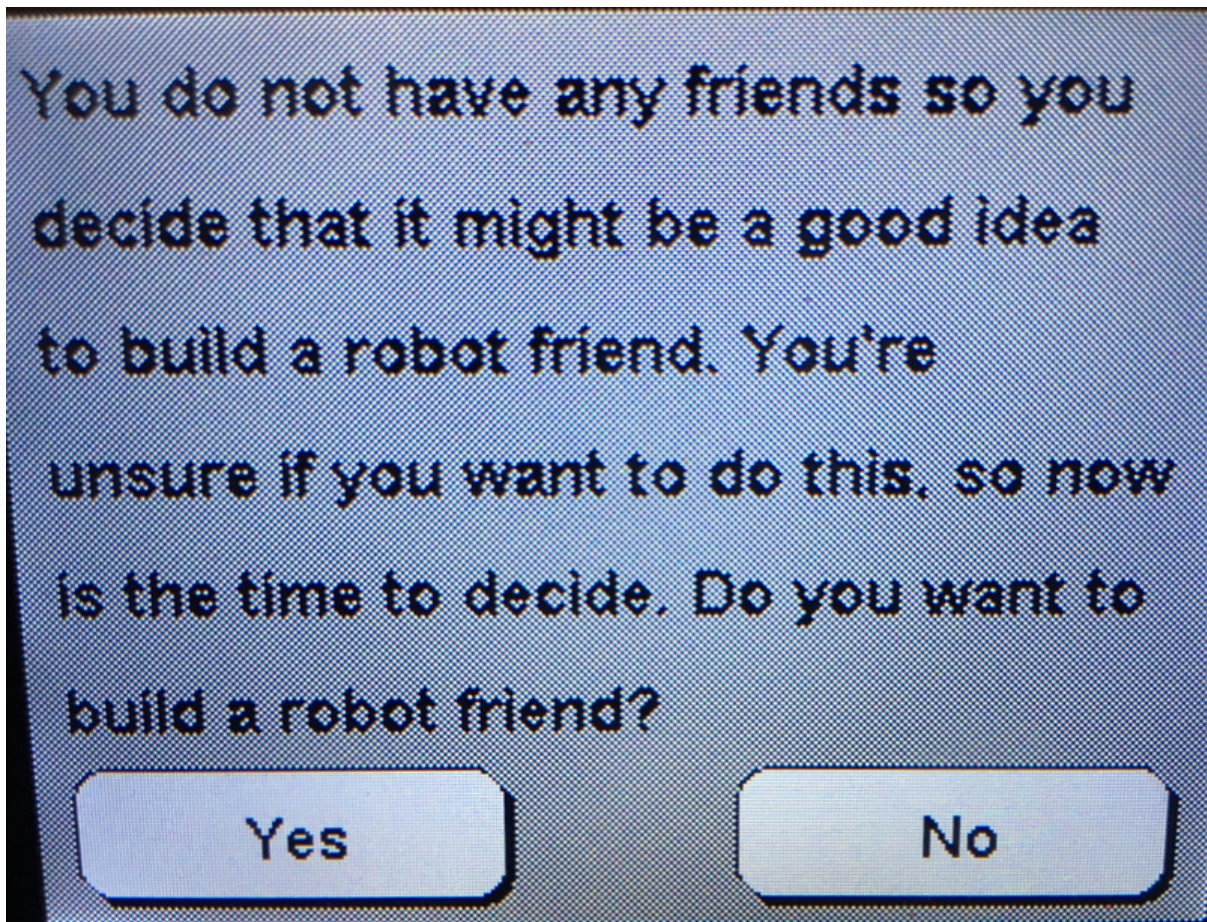 You do not have any friends so you
decide that it might be a good idea
to build a robot friend. You're
unsure if you want to do this, so now
is the time to decide. Do you want to
build a robot friend?
Yes
No